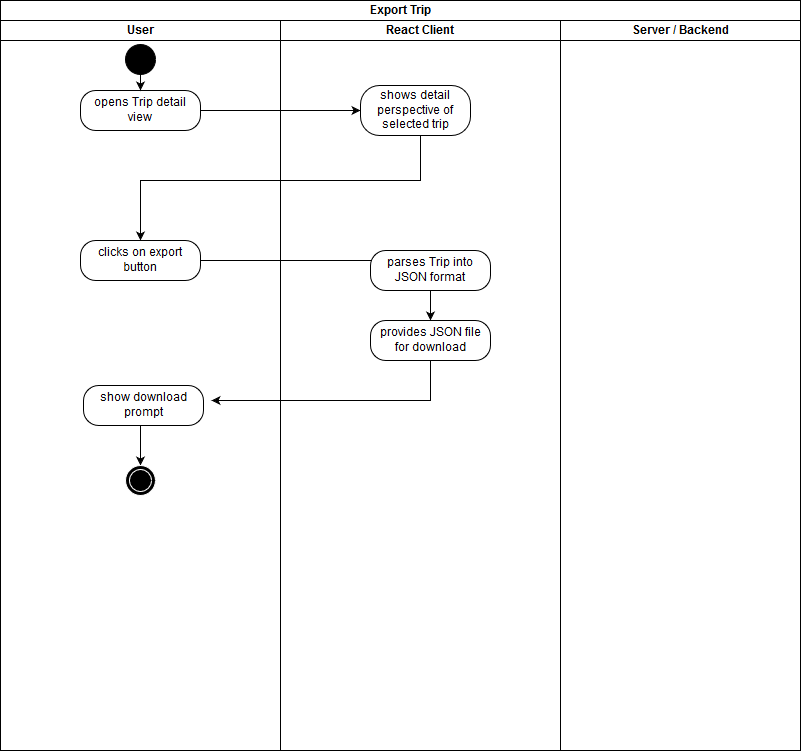 Export Trip
User
React Client
Server / Backend
opens Trip detail
view
shows detail
perspective of
selected trip
clicks on export
button
parses Trip into
JSON format
provides JSON file
for download
show download
prompt